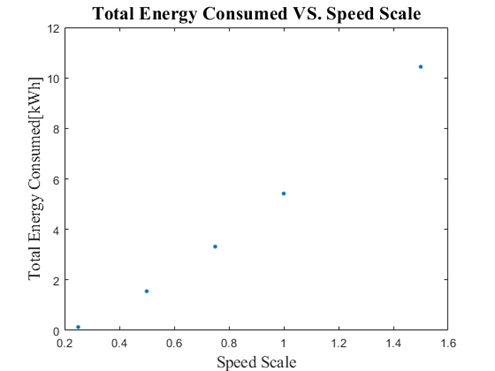 Total Energy Consumed VS. Speed Scale
Total Energy Consumed[kWh]
12
10
8
6
4
2
0
0.2 0.4 0.6 0.8 1 1.2 1.4 1.6
Speed Scale